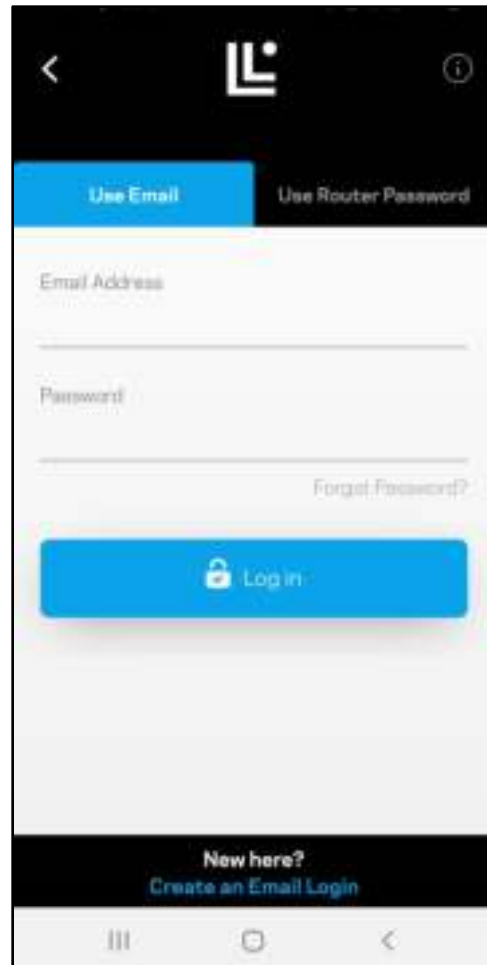 Use Email
Use Router Password
Email Address
Password
Forgot Password?
Log in
New here?
Create an Email Login